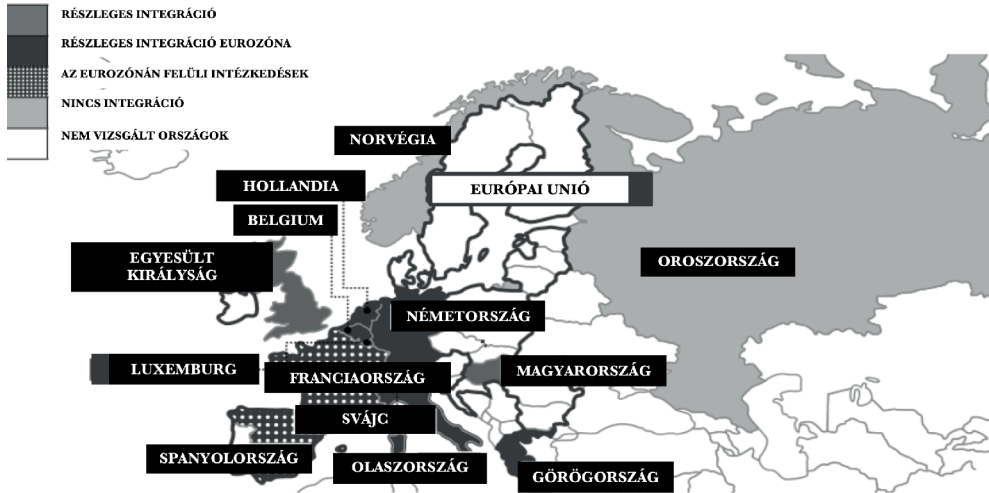 RÉSZLEGES INTEGRÁCIÓ
RÉSZLEGES INTEGRÁCIÓ EUROZÓNA
AZ EUROZÓNÁN FELÜLI INTÉZKEDÉSEK
NINCS INTEGRÁCIÓ
NEM VIZSGÁLT ORSZÁGOK
NORVÉGIA
HOLLANDIA
EURÓPAI UNIÓ
BELGIUM
EGYESÜLT
KIRÁLYSÁG
OROSZORSZÁG
NÉMETORSZÁG
LUXEMBURG
FRANCIAORSZÁG
MAGYARORSZÁG
SVÁJC
SPANYOLORSZÁG
OLASZORSZÁG
GÖRÖGORSZÁG